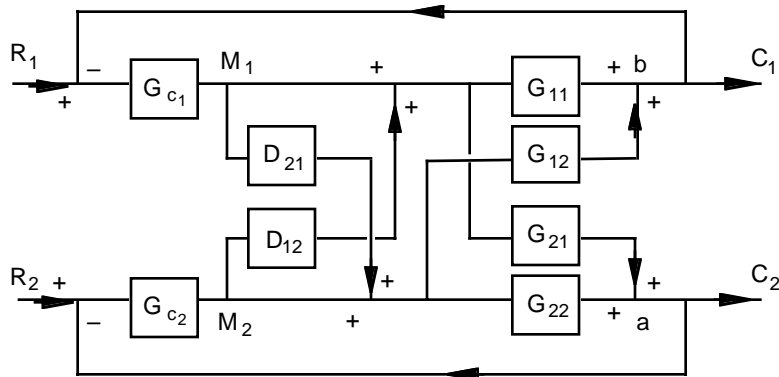 R1 – Gc1 M1 + G11 + b C1
+ + +
D21 G12
D12 G21
R2 + Gc2 M2 + + G22 + a + C2
–